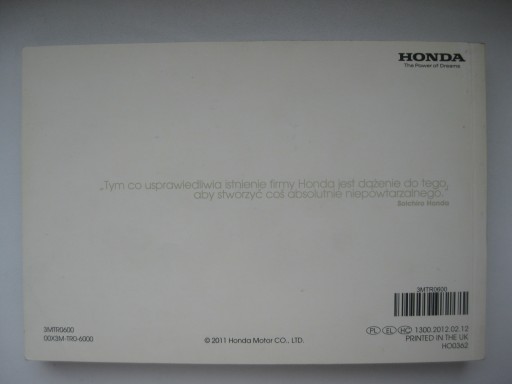 HONDA
The Power of Dreams
„Tym co usprawiedliwia istnienie firmy Honda jest dążenie do tego,
aby stworzyć coś absolutnie niepowtarzalnego.”
Soichiro Honda
3MTR0600
3MTR0600
00X3M-TR0-6000
© 2011 Honda Motor CO., LTD.
PL EL HC 1300.2012.02.12
PRINTED IN THE UK
HO0362